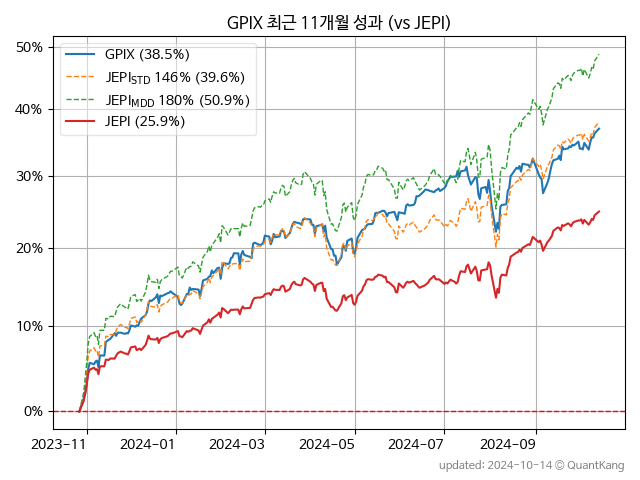 GPIX 최근 11개월 성과 (vs JEPI)
50%
40%
30%
20%
10%
0%
GPIX (38.5%)
JEPISTD 146% (39.6%)
JEPIMDD 180% (50.9%)
JEPI (25.9%)
2023-11 2024-01 2024-03 2024-05 2024-07 2024-09
updated: 2024-10-14 © QuantKang